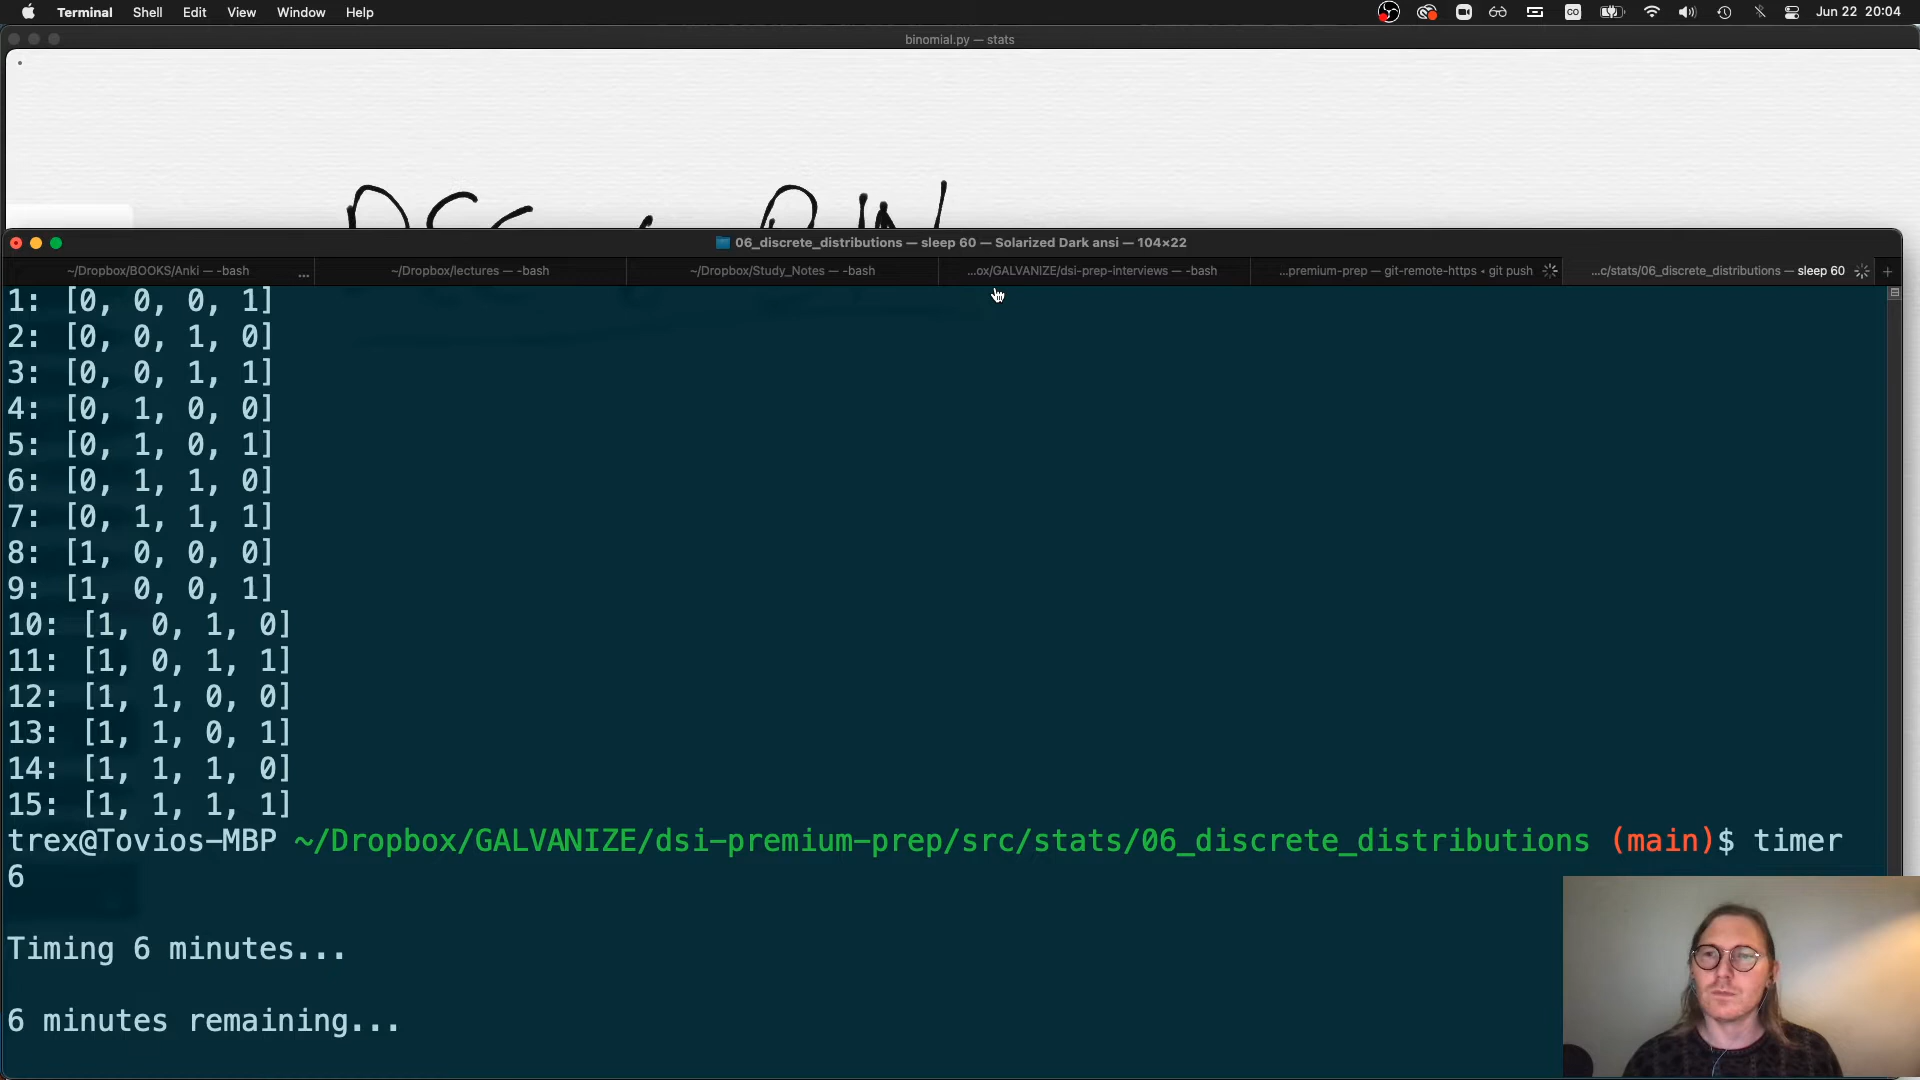 Terminal Shell Edit View Window Help Jun 22 20:04
binomial.py — stats
06_discrete_distributions — sleep 60 — Solarized Dark ansi — 104×22
~/Dropbox/BOOKS/Anki — -bash ... ~/Dropbox/lectures — -bash ~/Dropbox/Study_Notes — -bash ...ox/GALVANIZE/dsi-prep-interviews — -bash ...premium-prep — git-remote-https • git push ...c/stats/06_discrete_distributions — sleep 60 +
1: [0, 0, 0, 1]
2: [0, 0, 1, 0]
3: [0, 0, 1, 1]
4: [0, 1, 0, 0]
5: [0, 1, 0, 1]
6: [0, 1, 1, 0]
7: [0, 1, 1, 1]
8: [1, 0, 0, 0]
9: [1, 0, 0, 1]
10: [1, 0, 1, 0]
11: [1, 0, 1, 1]
12: [1, 1, 0, 0]
13: [1, 1, 0, 1]
14: [1, 1, 1, 0]
15: [1, 1, 1, 1]
trex@Tovios-MBP ~/Dropbox/GALVANIZE/dsi-premium-prep/src/stats/06_discrete_distributions (main)$ timer
6
Timing 6 minutes...
6 minutes remaining...